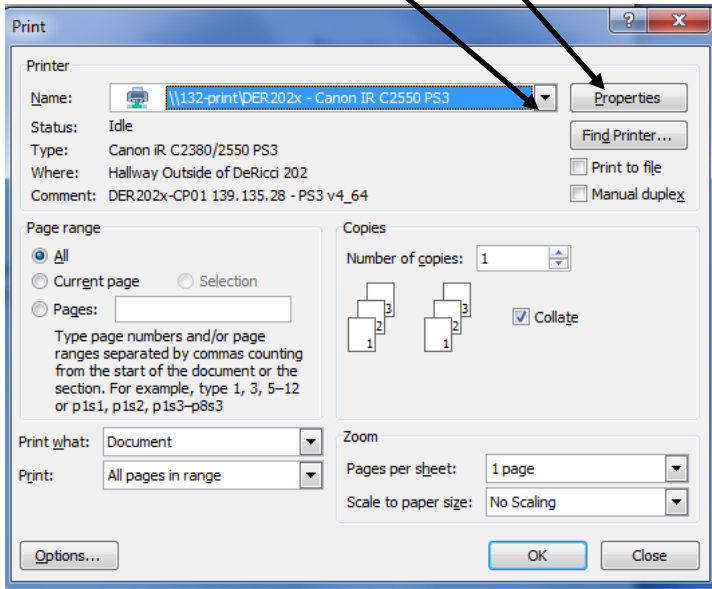 Print
Printer
Name: \\132-print\DER202x - Canon IR C2550 PS3
Properties
Status: Idle
Find Printer...
Type: Canon iR C2380/2550 PS3
Where: Hallway Outside of DeRicci 202
Print to file
Comment: DER202x-CP01 139.135.28 - PS3 v4_64
Manual duplex
Page range
All
Current page Selection
Pages:
Type page numbers and/or page
ranges separated by commas counting
from the start of the document or the
section. For example, type 1, 3, 5–12
or p1s1, p1s2, p1s3–p8s3
Copies
Number of copies: 1
3 3
2 2
1 1
Collate
Print what: Document
Print: All pages in range
Zoom
Pages per sheet: 1 page
Scale to paper size: No Scaling
Options... OK Close